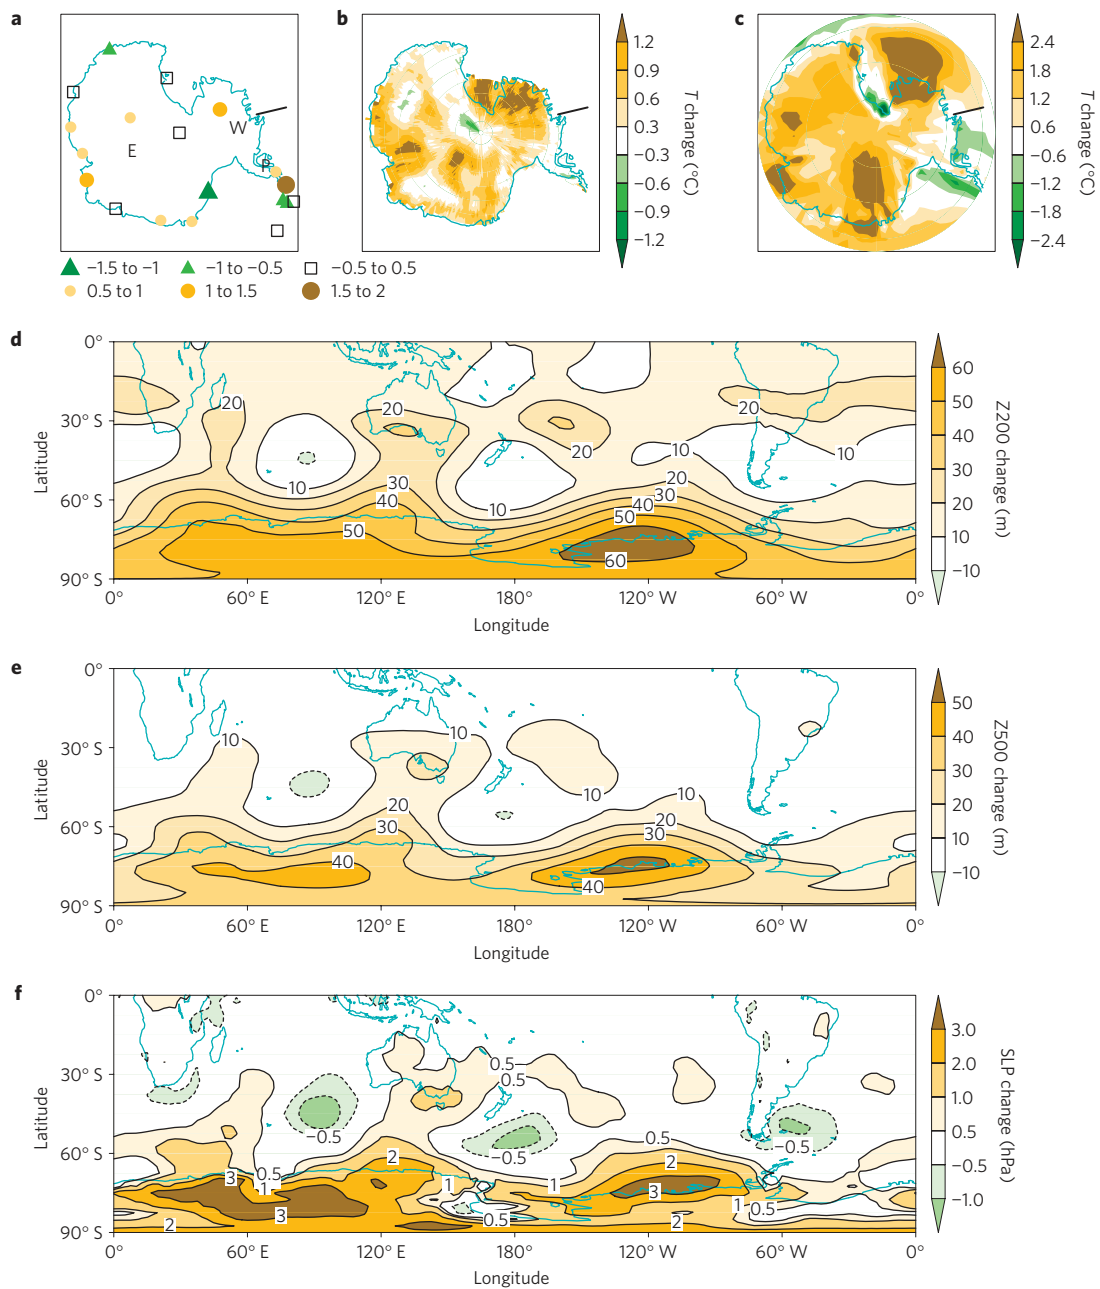 a
b
c
E
W
P
1.2
0.9
0.6
0.3
−0.3
−0.6
−0.9
−1.2
T change (°C)
2.4
1.8
1.2
0.6
−0.6
−1.2
−1.8
−2.4
T change (°C)
−1.5 to −1
−1 to −0.5
−0.5 to 0.5
0.5 to 1
1 to 1.5
1.5 to 2
d
0°
30° S
60° S
90° S
Latitude
20
20
20
20
10
10
10
10
20
30
30
40
40
50
50
60
0°
60° E
120° E
180°
120° W
60° W
0°
Longitude
60
50
40
30
20
10
−10
Z200 change (m)
e
0°
30° S
60° S
90° S
Latitude
10
10
10
10
20
20
30
30
40
40
0°
60° E
120° E
180°
120° W
60° W
0°
Longitude
50
40
30
20
10
−10
Z500 change (m)
f
0°
30° S
60° S
90° S
Latitude
0.5
0.5
−0.5
−0.5
0.5
−0.5
2
2
3
0.5
1
1
1
3
1
0.5
3
0.5
2
2
0°
60° E
120° E
180°
120° W
60° W
0°
Longitude
3.0
2.0
1.0
0.5
−0.5
−1.0
SLP change (hPa)